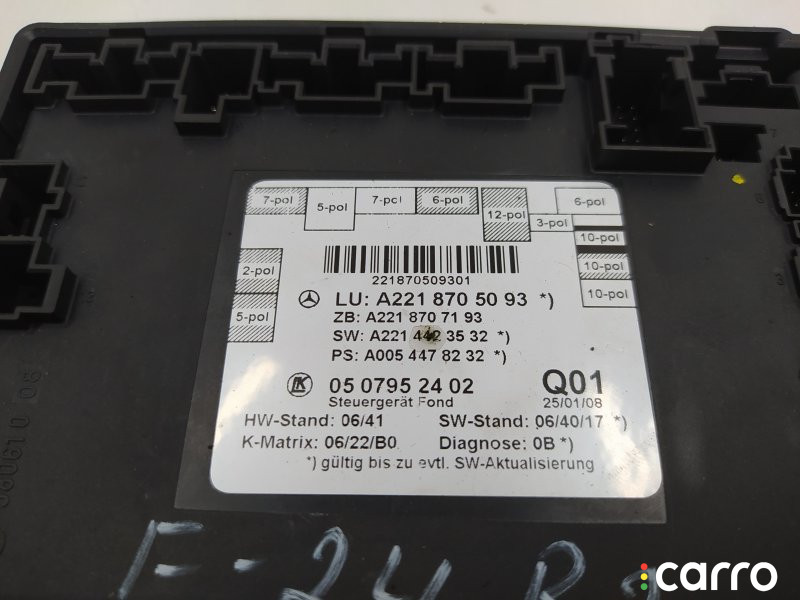 7-pol 5-pol 7-pol 6-pol 12-pol 3-pol 6-pol
10-pol
2-pol 10-pol
5-pol 10-pol
221870509301
LU: A221 870 50 93 *)
ZB: A221 870 71 93
SW: A221 442 35 32 *)
PS: A005 447 82 32 *)
LK 05 0795 24 02 Q01
Steuergerät Fond 25/01/08
HW-Stand: 06/41 SW-Stand: 06/40/17 *)
K-Matrix: 06/22/B0 Diagnose: 0B *)
*) gültig bis zu evtl. SW-Aktualisierung
F-24 R
carro